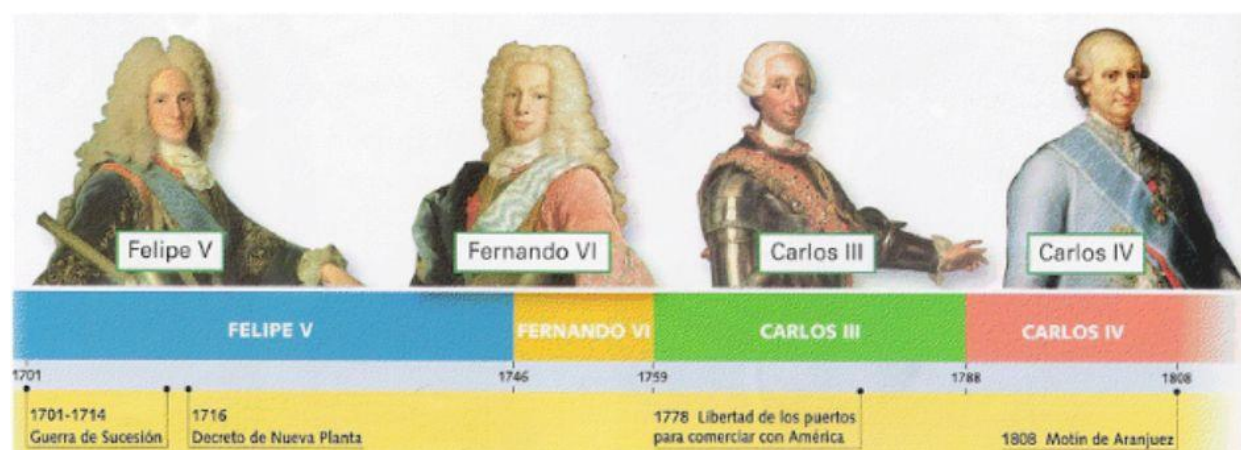 Felipe V
Fernando VI
Carlos III
Carlos IV
FELIPE V
FERNANDO VI
CARLOS III
CARLOS IV
1701
1746
1759
1788
1808
1701-1714
Guerra de Sucesión
1716
Decreto de Nueva Planta
1778 Libertad de los puertos
para comerciar con América
1808 Motín de Aranjuez